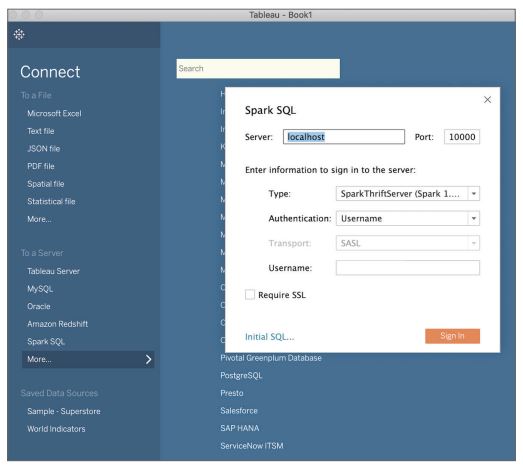 Tableau - Book1
Connect
To a File
Microsoft Excel
Text file
JSON file
PDF file
Spatial file
Statistical file
More...
To a Server
Tableau Server
MySQL
Oracle
Amazon Redshift
Spark SQL
More...
Saved Data Sources
Sample - Superstore
World Indicators
Search
Spark SQL
Server: localhost Port: 10000
Enter information to sign in to the server:
Type: SparkThriftServer (Spark 1....
Authentication: Username
Transport: SASL
Username:
Require SSL
Initial SQL... Sign In
Pivotal Greenplum Database
PostgreSQL
Presto
Salesforce
SAP HANA
ServiceNow ITSM